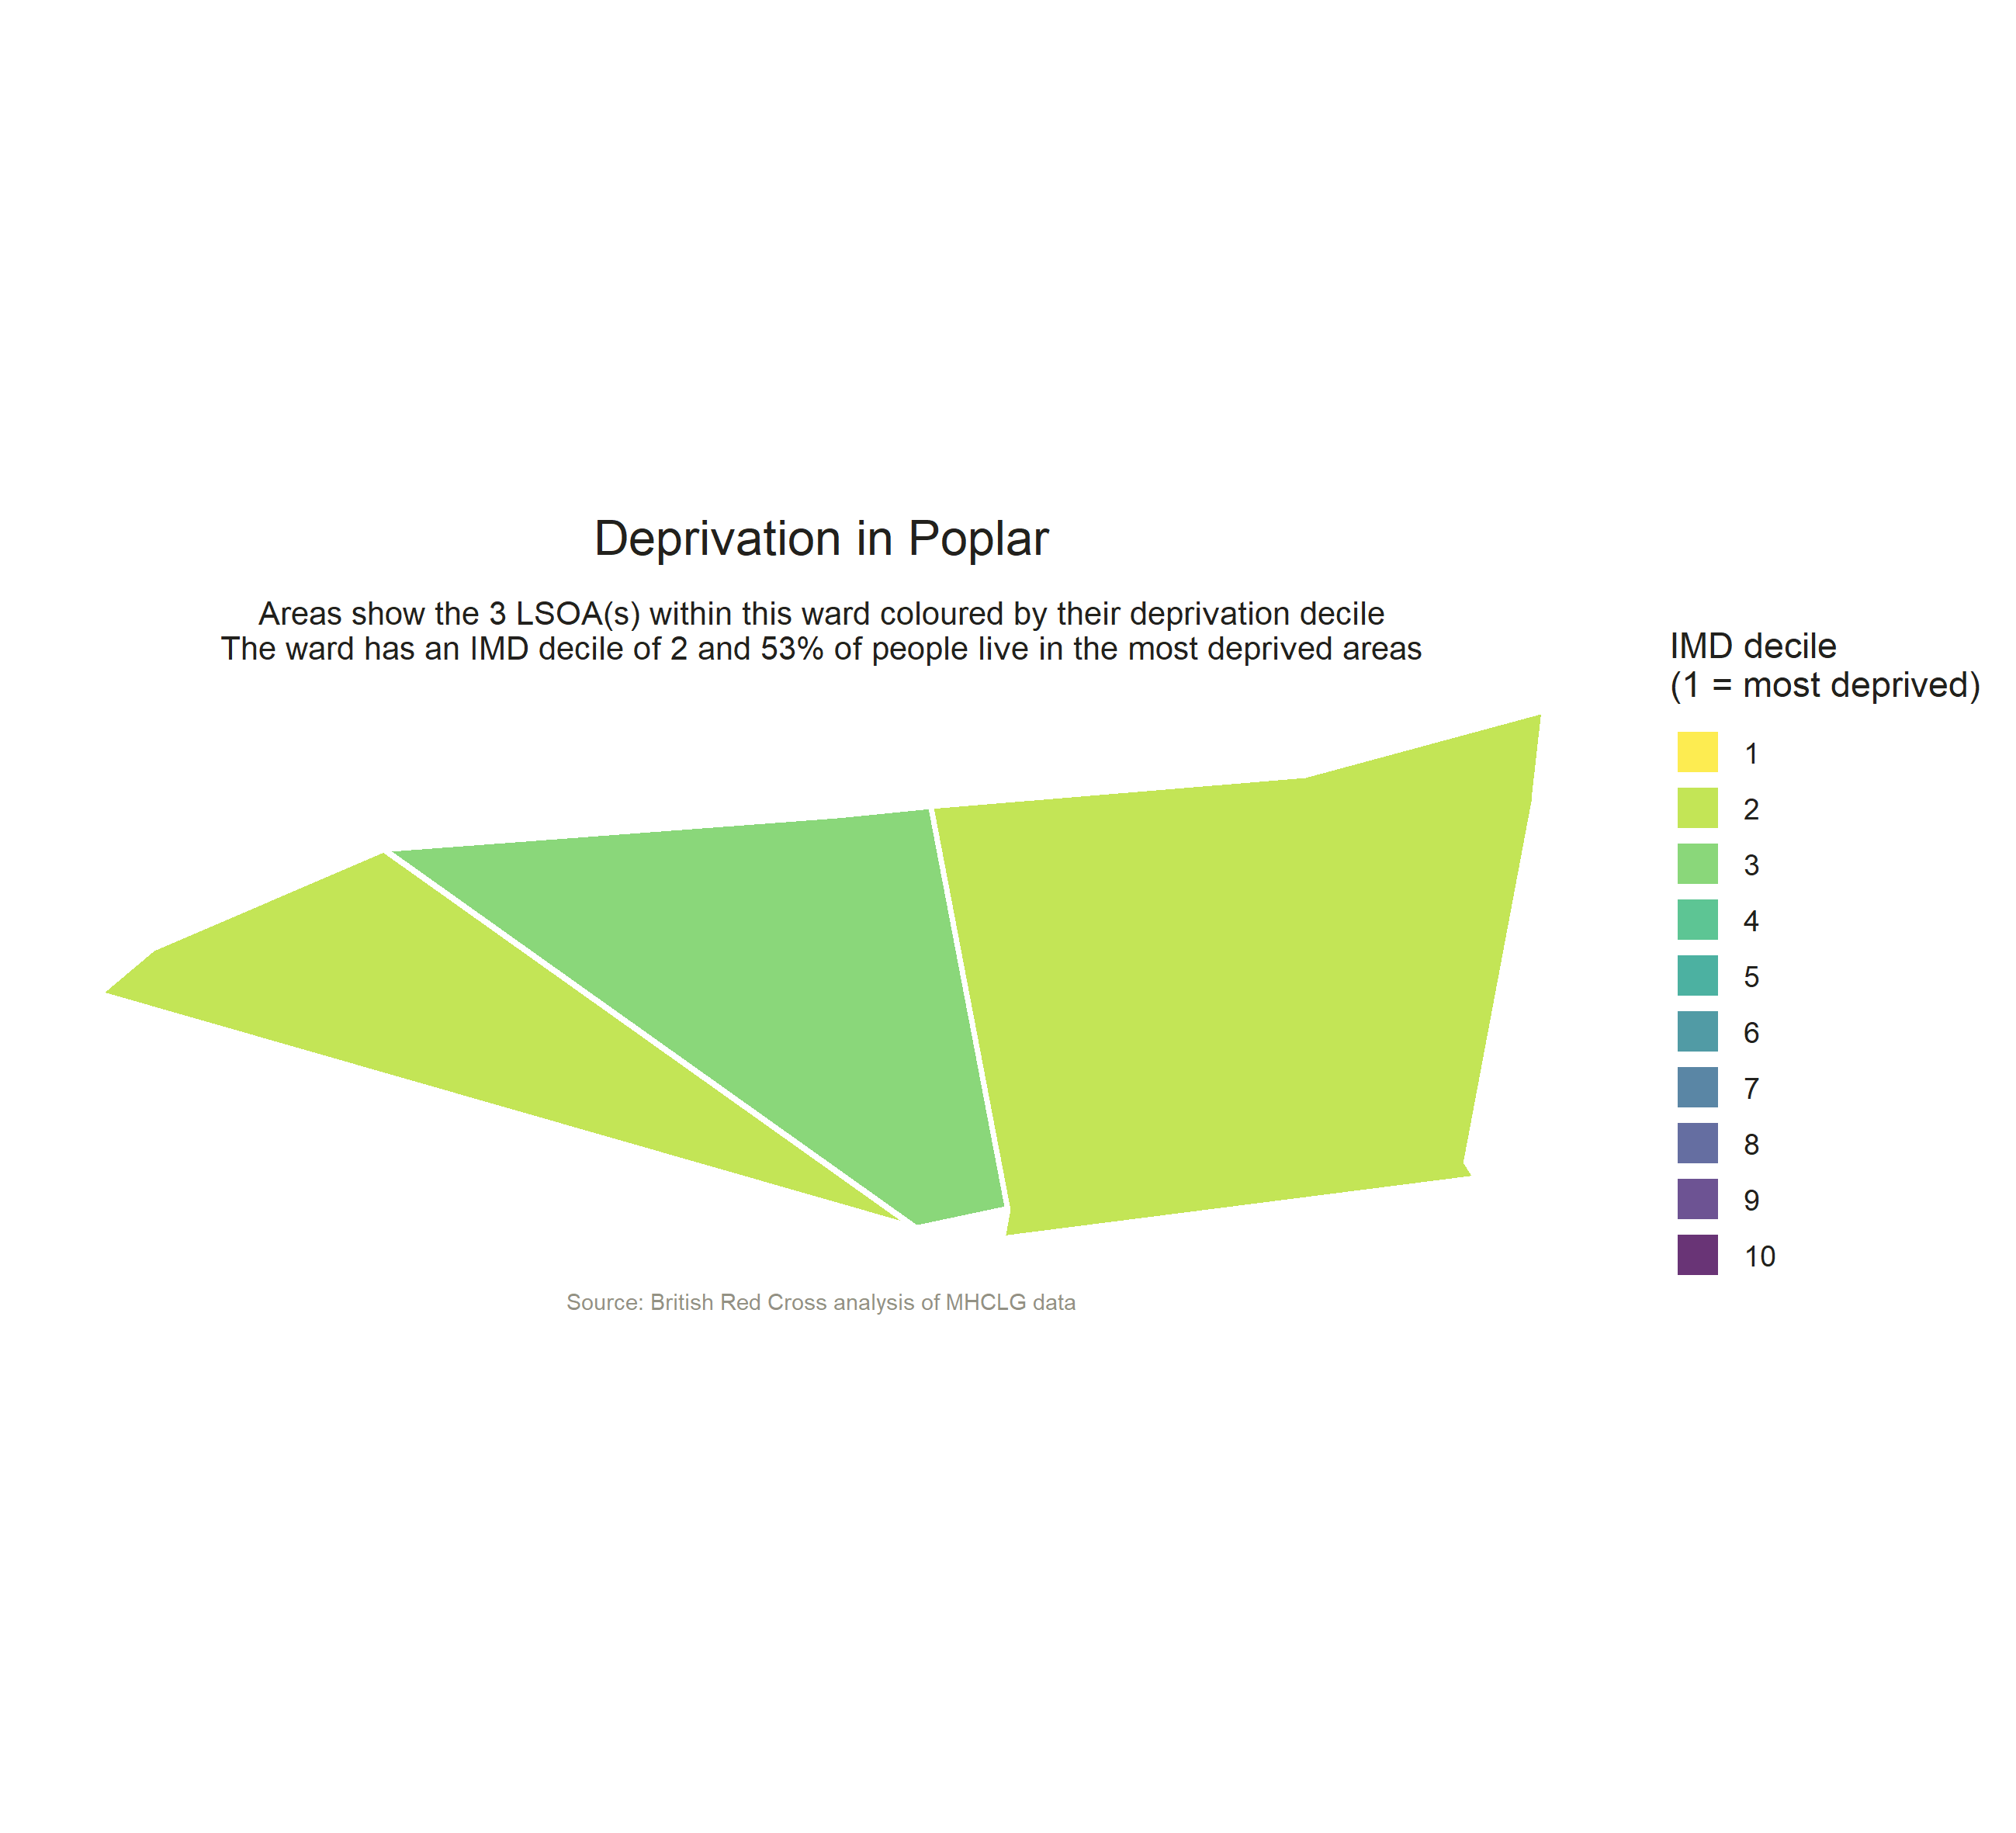 Deprivation in Poplar
Areas show the 3 LSOA(s) within this ward coloured by their deprivation decile
The ward has an IMD decile of 2 and 53% of people live in the most deprived areas
IMD decile
(1 = most deprived)
1
2
3
4
5
6
7
8
9
10
Source: British Red Cross analysis of MHCLG data